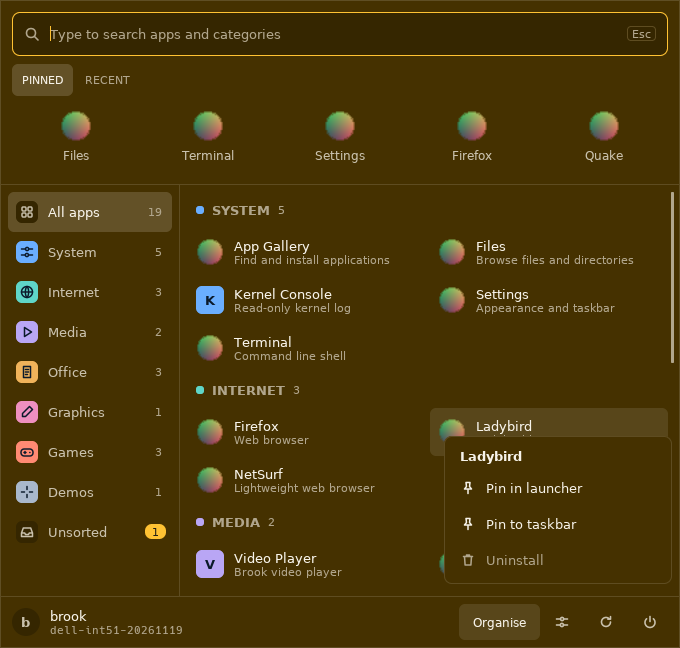 Type to search apps and categories
Esc
PINNED
RECENT
Files
Terminal
Settings
Firefox
Quake
All apps 19
System 5
Internet 3
Media 2
Office 3
Graphics 1
Games 3
Demos 1
Unsorted 1
SYSTEM 5
App Gallery
Find and install applications
Files
Browse files and directories
K
Kernel Console
Read-only kernel log
Settings
Appearance and taskbar
Terminal
Command line shell
INTERNET 3
Firefox
Web browser
Ladybird
NetSurf
Lightweight web browser
Ladybird
Pin in launcher
Pin to taskbar
Uninstall
MEDIA 2
V
Video Player
Brook video player
b
brook
dell-int51-20261119
Organise